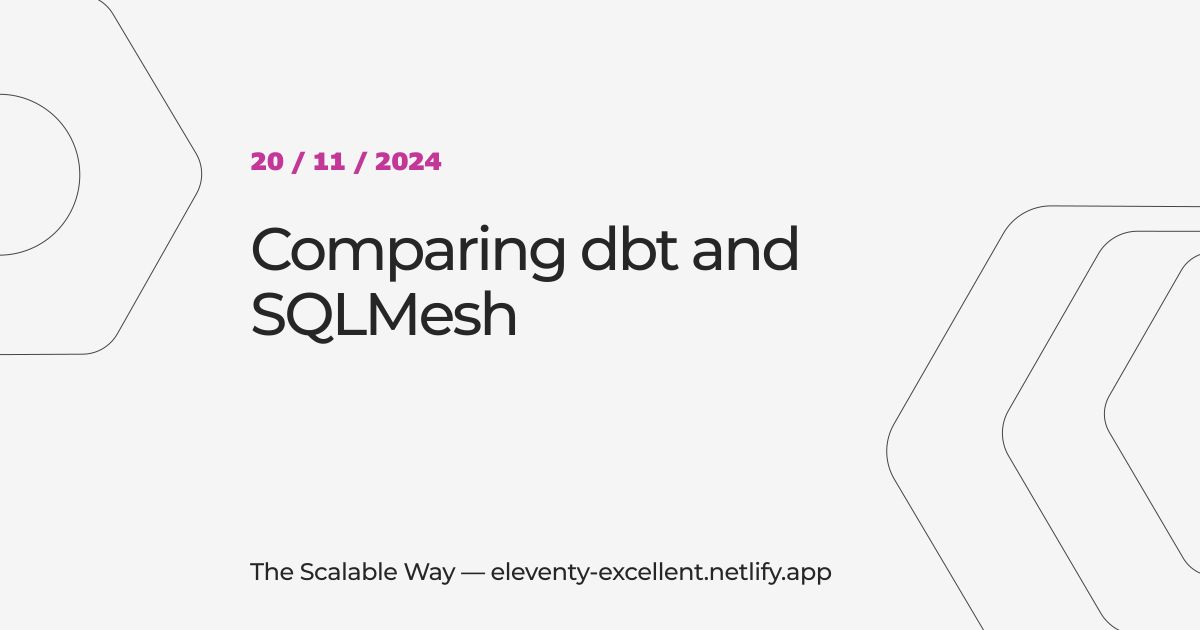 20 / 11 / 2024
Comparing dbt and
SQLMesh
The Scalable Way — eleventy-excellent.netlify.app